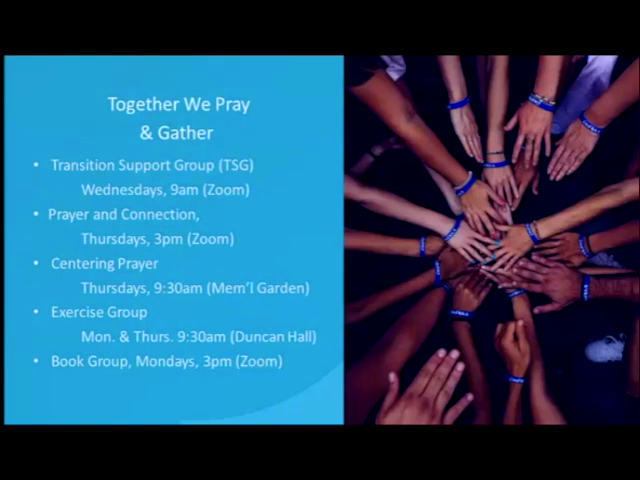 Together We Pray
& Gather
• Transition Support Group (TSG)
Wednesdays, 9am (Zoom)
• Prayer and Connection,
Thursdays, 3pm (Zoom)
• Centering Prayer
Thursdays, 9:30am (Mem'l Garden)
• Exercise Group
Mon. & Thurs. 9:30am (Duncan Hall)
• Book Group, Mondays, 3pm (Zoom)